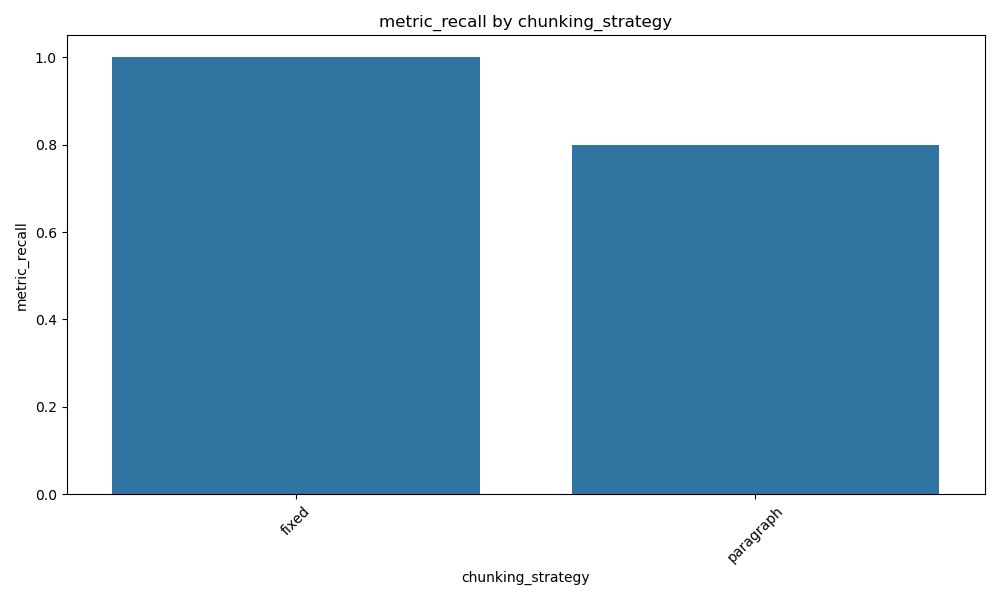 metric_recall by chunking_strategy
metric_recall
1.0
0.8
0.6
0.4
0.2
0.0
fixed
paragraph
chunking_strategy